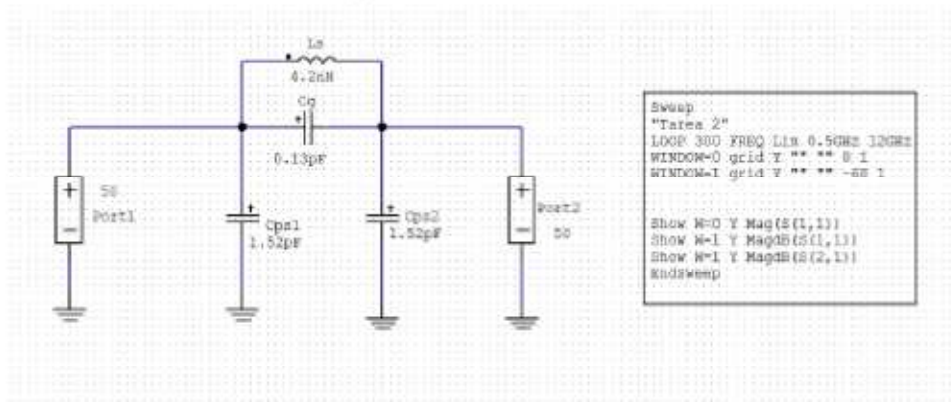 Ls
4.2nH
Cg
0.13pF
50
Port1
Cps1
1.52pF
Cps2
1.52pF
Port2
50
Sweep
"Tarea 2"
LOOP 300 FREQ Lin 0.5GHz 12GHz
WINDOW=0 grid Y "" "" 0 1
WINDOW=1 grid Y "" "" -60 1
Show W=0 Y Mag(S(1,1))
Show W=1 Y MagdB(S(1,1))
Show W=1 Y MagdB(S(2,1))
Endsweep